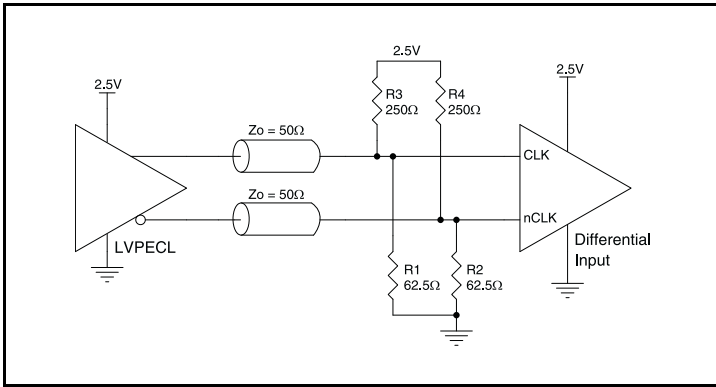 2.5V
2.5V
2.5V
R3
250Ω
R4
250Ω
Zo = 50Ω
CLK
Zo = 50Ω
nCLK
LVPECL
Differential
Input
R1
62.5Ω
R2
62.5Ω